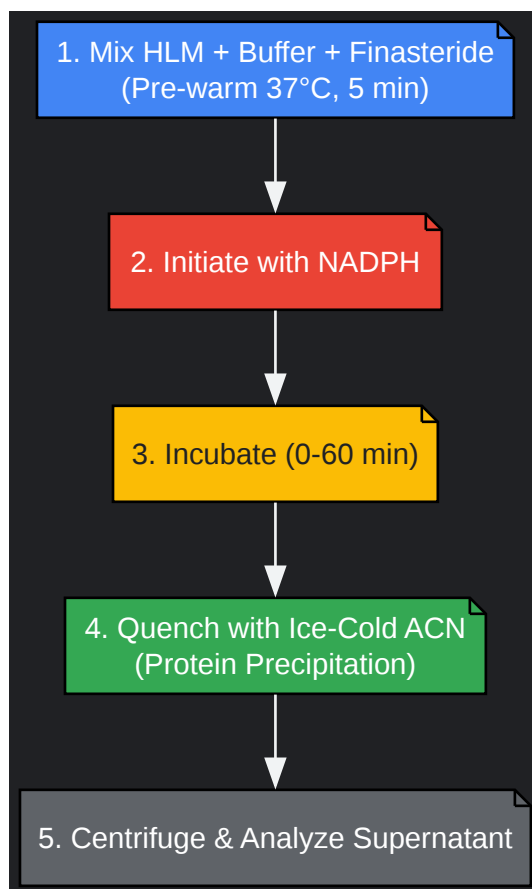 1. Mix HLM + Buffer + Finasteride
(Pre-warm 37°C, 5 min)
2. Initiate with NADPH
3. Incubate (0-60 min)
4. Quench with Ice-Cold ACN
(Protein Precipitation)
5. Centrifuge & Analyze Supernatant